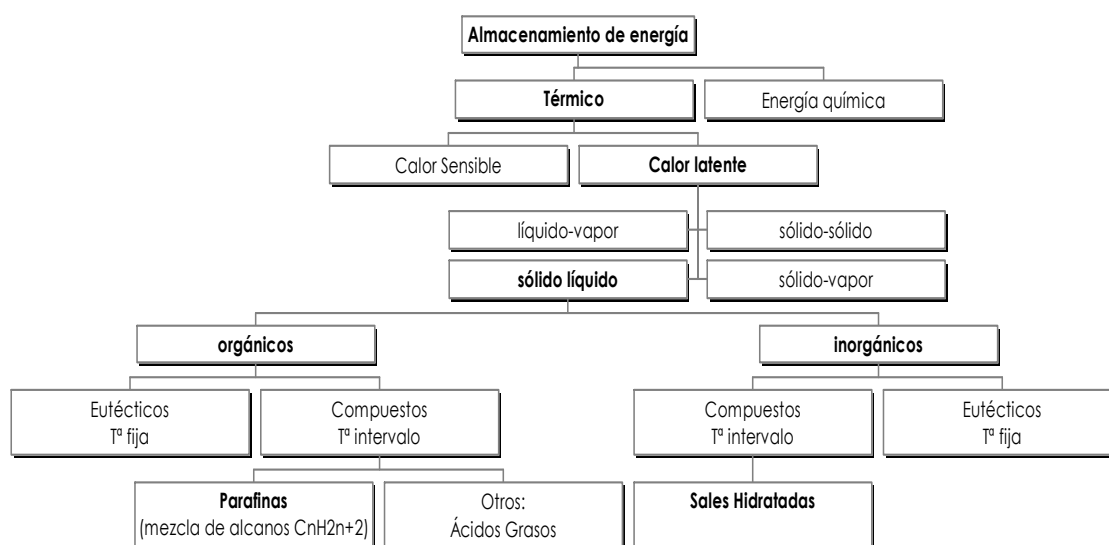 Almacenamiento de energía
Térmico
Energía química
Calor Sensible
Calor latente
líquido-vapor
sólido-sólido
sólido líquido
sólido-vapor
orgánicos
inorgánicos
Eutécticos
Tª fija
Compuestos
Tª intervalo
Compuestos
Tª intervalo
Eutécticos
Tª fija
Parafinas
(mezcla de alcanos CnH2n+2)
Otros:
Ácidos Grasos
Sales Hidratadas